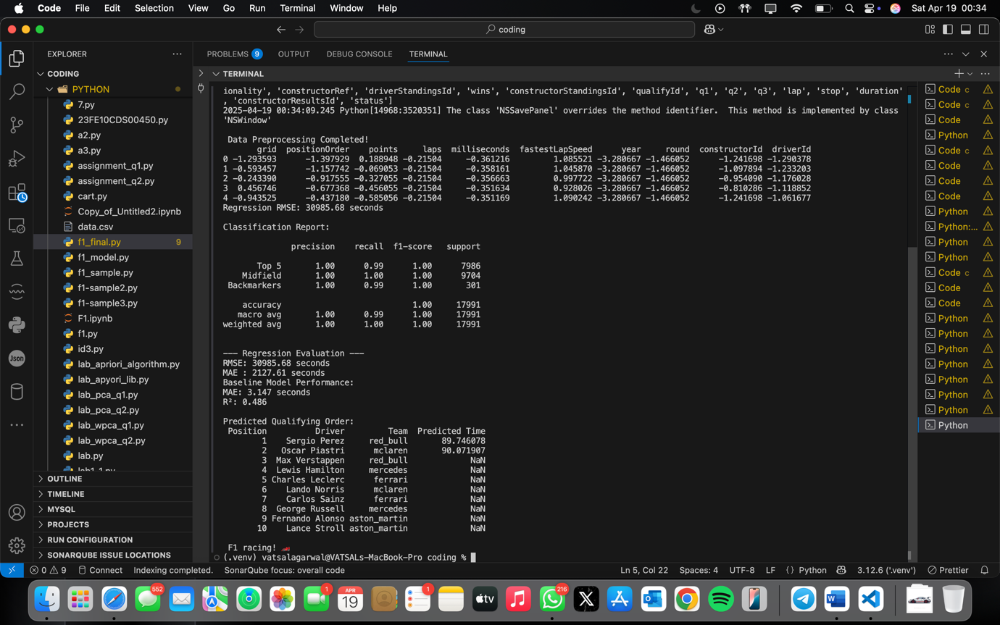 Code File Edit Selection View Go Run Terminal Window Help
Sat Apr 19 00:34
coding
EXPLORER
CODING
PYTHON
7.py
23FE10CDS00450.py
a2.py
a3.py
assignment_q1.py
assignment_q2.py
cart.py
Copy_of_Untitled2.ipynb
data.csv
f1_final.py 9
f1_model.py
f1_sample.py
f1-sample2.py
f1-sample3.py
F1.ipynb
f1.py
id3.py
lab_apriori_algorithm.py
lab_apyori_lib.py
lab_pca_q1.py
lab_pca_q2.py
lab_wpca_q1.py
lab_wpca_q2.py
lab.py
lab1-1.py
OUTLINE
TIMELINE
MYSQL
PROJECTS
RUN CONFIGURATION
SONARQUBE ISSUE LOCATIONS
Json
PROBLEMS 9 OUTPUT DEBUG CONSOLE TERMINAL
TERMINAL
ionality', 'constructorRef', 'driverStandingsId', 'wins', 'constructorStandingsId', 'qualifyId', 'q1', 'q2', 'q3', 'lap', 'stop', 'duration'
, 'constructorResultsId', 'status']
2025-04-19 00:34:09.245 Python[14968:3520351] The class 'NSSavePanel' overrides the method identifier.  This method is implemented by class
'NSWindow'
Data Preprocessing Completed!
grid positionOrder points laps milliseconds fastestLapSpeed year round constructorId driverId
0 -1.293593 -1.397929 0.188948 -0.21504 -0.361216 1.085521 -3.280667 -1.466052 -1.241698 -1.290378
1 -0.593457 -1.157742 -0.069053 -0.21504 -0.358161 1.045870 -3.280667 -1.466052 -1.097894 -1.233203
2 -0.243390 -0.917555 -0.327055 -0.21504 -0.356663 0.997722 -3.280667 -1.466052 -0.954090 -1.176028
3 0.456746 -0.677368 -0.456055 -0.21504 -0.351634 0.928026 -3.280667 -1.466052 -0.810286 -1.118852
4 -0.943525 -0.437180 -0.585056 -0.21504 -0.351169 1.090242 -3.280667 -1.466052 -1.241698 -1.061677
Regression RMSE: 30985.68 seconds
Classification Report:
precision recall f1-score support
Top 5 1.00 0.99 1.00 7986
Midfield 1.00 1.00 1.00 9704
Backmarkers 1.00 0.99 1.00 301
accuracy 1.00 17991
macro avg 1.00 0.99 1.00 17991
weighted avg 1.00 1.00 1.00 17991
--- Regression Evaluation ---
RMSE: 30985.68 seconds
MAE : 2127.61 seconds
Baseline Model Performance:
MAE: 3.147 seconds
R²: 0.486
Predicted Qualifying Order:
Position Driver Team Predicted Time
1 Sergio Perez red_bull 89.746078
2 Oscar Piastri mclaren 90.071907
3 Max Verstappen red_bull NaN
4 Lewis Hamilton mercedes NaN
5 Charles Leclerc ferrari NaN
6 Lando Norris mclaren NaN
7 Carlos Sainz ferrari NaN
8 George Russell mercedes NaN
9 Fernando Alonso aston_martin NaN
10 Lance Stroll aston_martin NaN
F1 racing! 🏎️
(.venv) vatsalagarwal@VATSALs-MacBook-Pro coding %
Code c
Code c
Code
Python
Code c
Code
Code
Code
Python
Python:...
Python
Python
Code c
Code
Code
Python
Python
Python
Python
Python
Python
Python
Python
0 9 Connect Indexing completed. SonarQube focus: overall code
Ln 5, Col 22 Spaces: 4 UTF-8 LF { } Python 3.12.6 ('.venv') Prettier
552
1
APR
19
1
tv
216